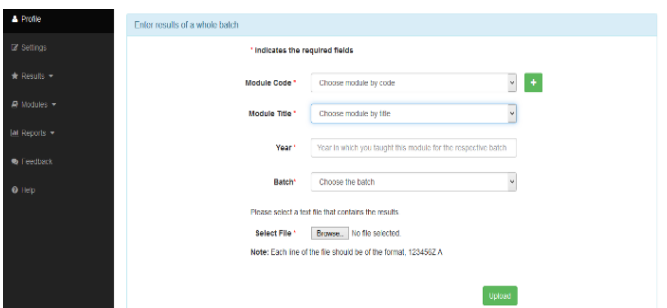 Profile
Settings
Results
Modules
Reports
Feedback
Help
Enter results of a whole batch
* Indicates the required fields
Module Code *
Choose module by code
+
Module Title *
Choose module by title
Year *
Year in which you taught this module for the respective batch
Batch*
Choose the batch
Please select a text file that contains the results.
Select File *
Browse... No file selected.
Note: Each line of the file should be of the format, 123456Z A
Upload